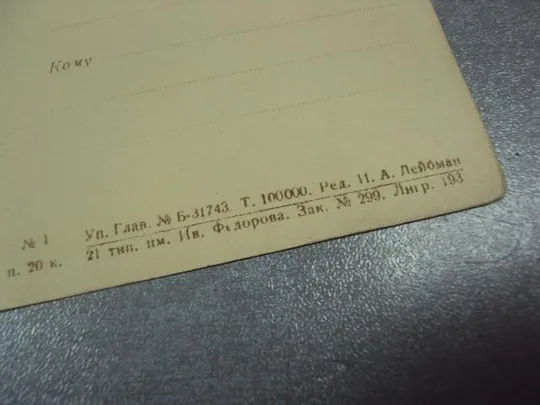 Кому
№ 1 Уп. Глав. № Б-31743. Т. 100000. Ред. И. А. Лейбман
п. 20 к. 21 тип. им. Ив. Федорова. Зак. № 299. Лнгр. 193